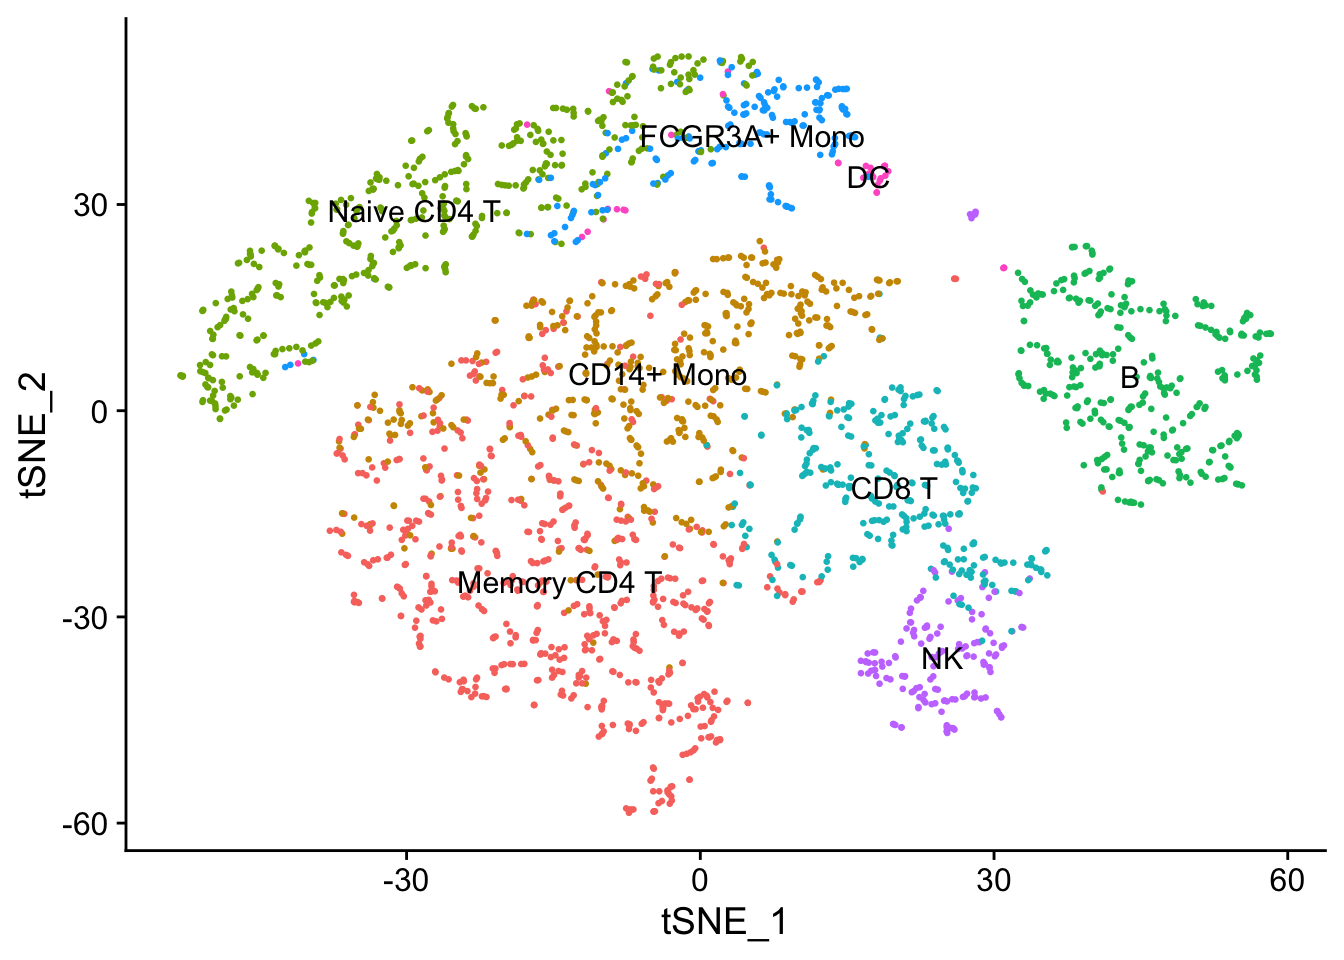 FCGR3A+ Mono
DC
Naive CD4 T
CD14+ Mono
B
CD8 T
Memory CD4 T
NK
30
0
-30
-60
tSNE_2
-30
0
30
60
tSNE_1